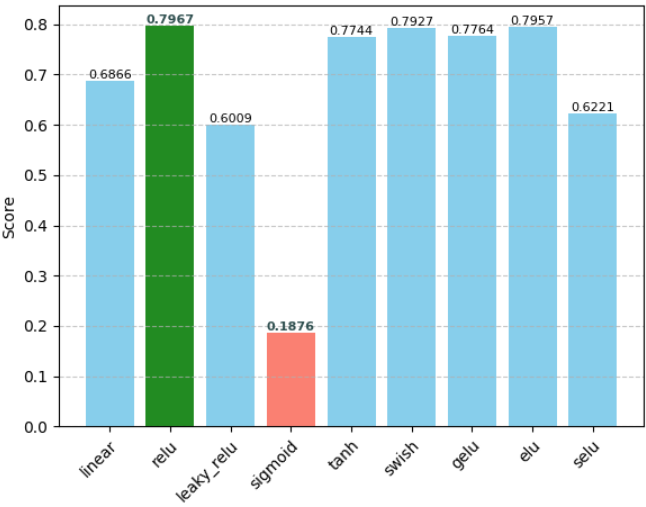 0.8
0.7
0.6
0.5
0.4
0.3
0.2
0.1
0.0
Score
0.6866
0.7967
0.6009
0.1876
0.7744
0.7927
0.7764
0.7957
0.6221
linear
relu
leaky_relu
sigmoid
tanh
swish
gelu
elu
selu